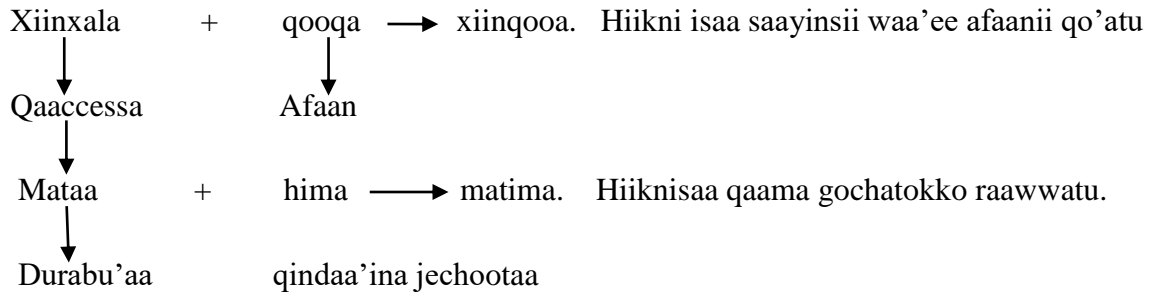 Xiinxala + qooqa → xiinqooa. Hiikni isaa saayinsii waa’ee afaanii qo’atu
Qaaccessa Afaan
Mataa + hima → matima. Hiiknisaa qaama gochatokko raawwatu.
Durabu’aa qindaa’ina jechootaa